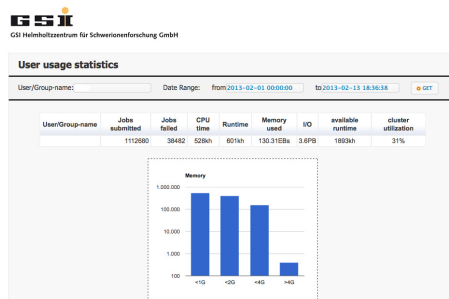 GSI
GSI Helmholtzzentrum für Schwerionenforschung GmbH
User usage statistics
User/Group-name: Date Range: from 2013-02-01 00:00:00 to 2013-02-13 18:36:38 GET
User/Group-name Jobs submitted Jobs failed CPU time Runtime Memory used I/O available runtime cluster utilization
1112680 38482 528kh 601kh 130.31EBs 3.6PB 1893kh 31%
Memory
1.000.000
100.000
10.000
1.000
100
<1G <2G <4G >4G